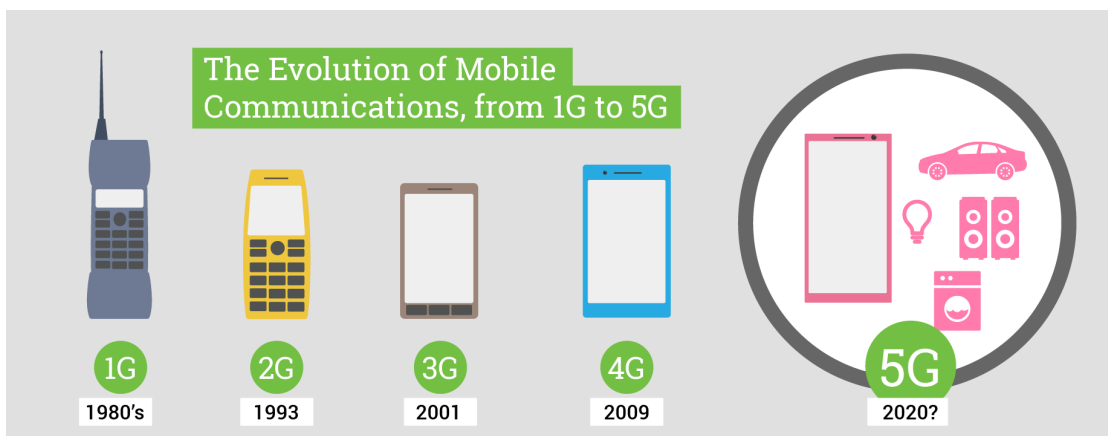 The Evolution of Mobile
Communications, from 1G to 5G
1G
2G
3G
4G
5G
1980's
1993
2001
2009
2020?